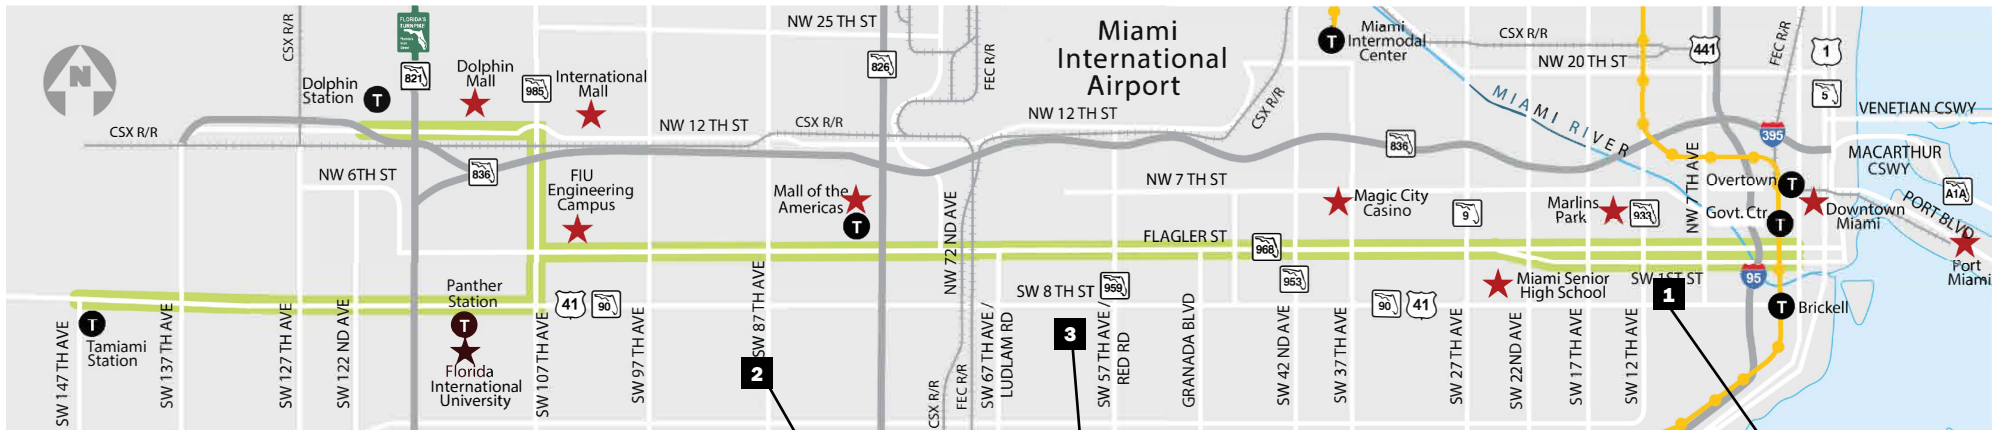 CSX R/R
FLORIDA'S
TURNPIKE
821
Dolphin
Station
T
Dolphin
Mall
985
International
Mall
NW 25 TH ST
826
FEC R/R
Miami
International
Airport
T
Miami
Intermodal
Center
CSX R/R
441
NW 20 TH ST
FEC R/R
1
5
N
CSX R/R
NW 12 TH ST
CSX R/R
NW 12 TH ST
CSX R/R
836
MIAMI RIVER
395
VENETIAN CSWY
MACARTHUR
CSWY
A1A
PORT BLVD
836
NW 6TH ST
FIU
Engineering
Campus
Mall of the
Americas
T
NW 72 ND AVE
NW 7 TH ST
Magic City
Casino
9
Marlins
Park
933
NW 7 TH AVE
Overtown
T
Govt. Ctr
T
Downtown
Miami
Port
Miami
FLAGLER ST
968
953
Miami Senior
High School
SW 1ST ST
95
1
T
Brickell
Panther
Station
T
Florida
International
University
41
90
SW 8 TH ST
959
90
41
T
Tamiami
Station
SW 147 TH AVE
SW 137 TH AVE
SW 127 TH AVE
SW 122 ND AVE
SW 107 TH AVE
SW 97 TH AVE
SW 87 TH AVE
2
CSX R/R
FEC R/R
SW 67 TH AVE /
LUDLAM RD
3
SW 57 TH AVE /
RED RD
GRANADA BLVD
SW 42 ND AVE
SW 37 TH AVE
SW 27 TH AVE
SW 22ND AVE
SW 17 TH AVE
SW 12 TH AVE